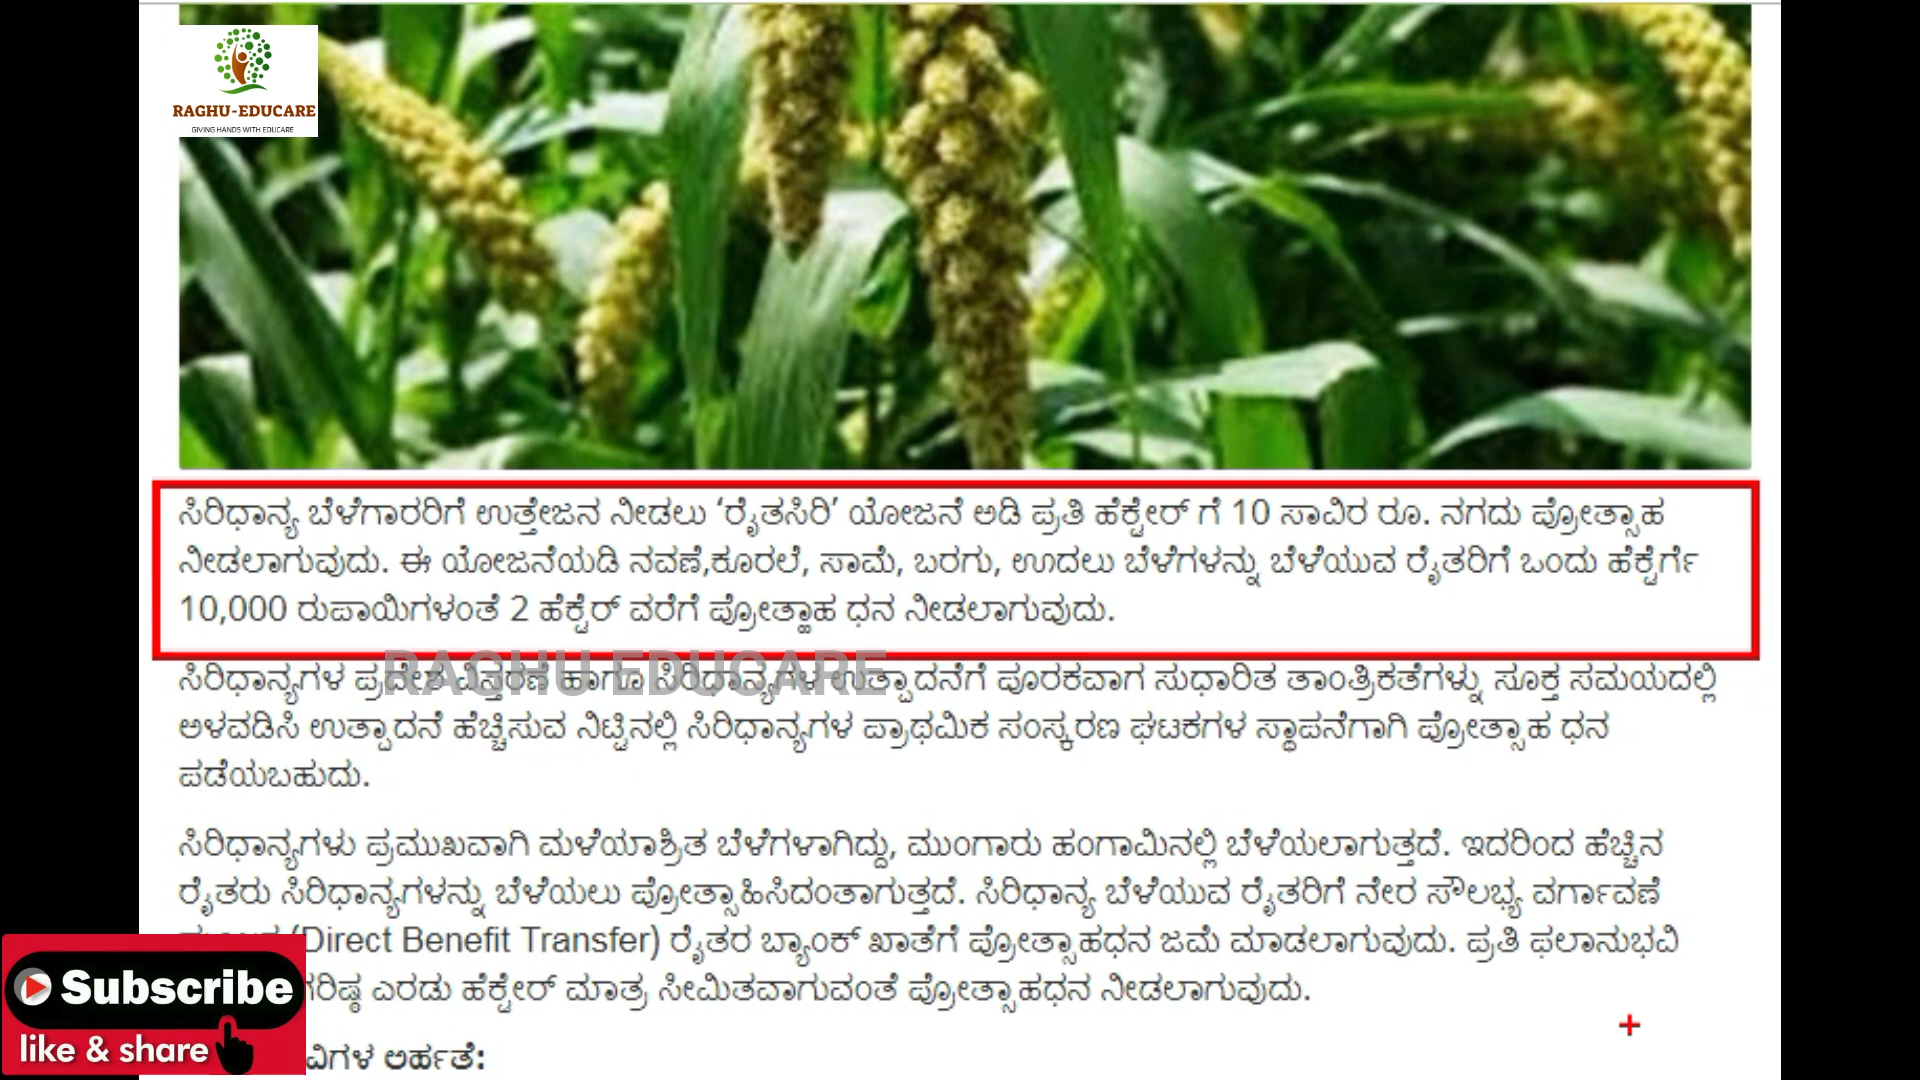 RAGHU-EDUCARE
GIVING HANDS WITH EDUCARE
ಸಿರಿಧಾನ್ಯ ಬೆಳೆಗಾರರಿಗೆ ಉತ್ತೇಜನ ನೀಡಲು ‘ರೈತಸಿರಿ’ ಯೋಜನೆ ಅಡಿ ಪ್ರತಿ ಹೆಕ್ಟೇರ್ ಗೆ 10 ಸಾವಿರ ರೂ. ನಗದು ಪ್ರೋತ್ಸಾಹ
ನೀಡಲಾಗುವುದು. ಈ ಯೋಜನೆಯಡಿ ನವಣೆ,ಕೂರಲೆ, ಸಾಮೆ, ಬರಗು, ಊದಲು ಬೆಳೆಗಳನ್ನು ಬೆಳೆಯುವ ರೈತರಿಗೆ ಒಂದು ಹೆಕ್ಟೆರ್ಗೆ
10,000 ರುಪಾಯಿಗಳಂತೆ 2 ಹೆಕ್ಟೆರ್ ವರೆಗೆ ಪ್ರೋತ್ಹಾಹ ಧನ ನೀಡಲಾಗುವುದು.
RAGHU EDUCARE
ಸಿರಿಧಾನ್ಯಗಳ ಪ್ರದೇಶ ವಿಸ್ತರಣೆ ಹಾಗೂ ಸಿರಿಧಾನ್ಯಗಳ ಉತ್ಪಾದನೆಗೆ ಪೂರಕವಾಗಿ ಸುಧಾರಿತ ತಾಂತ್ರಿಕತೆಗಳ್ನು ಸೂಕ್ತ ಸಮಯದಲ್ಲಿ
ಅಳವಡಿಸಿ ಉತ್ಪಾದನೆ ಹೆಚ್ಚಿಸುವ ನಿಟ್ಟಿನಲ್ಲಿ ಸಿರಿಧಾನ್ಯಗಳ ಪ್ರಾಥಮಿಕ ಸಂಸ್ಕರಣ ಘಟಕಗಳ ಸ್ಥಾಪನೆಗಾಗಿ ಪ್ರೋತ್ಸಾಹ ಧನ
ಪಡೆಯಬಹುದು.
ಸಿರಿಧಾನ್ಯಗಳು ಪ್ರಮುಖವಾಗಿ ಮಳೆಯಾಶ್ರಿತ ಬೆಳೆಗಳಾಗಿದ್ದು, ಮುಂಗಾರು ಹಂಗಾಮಿನಲ್ಲಿ ಬೆಳೆಯಲಾಗುತ್ತದೆ. ಇದರಿಂದ ಹೆಚ್ಚಿನ
ರೈತರು ಸಿರಿಧಾನ್ಯಗಳನ್ನು ಬೆಳೆಯಲು ಪ್ರೋತ್ಸಾಹಿಸಿದಂತಾಗುತ್ತದೆ. ಸಿರಿಧಾನ್ಯ ಬೆಳೆಯುವ ರೈತರಿಗೆ ನೇರ ಸೌಲಭ್ಯ ವರ್ಗಾವಣೆ
(Direct Benefit Transfer) ರೈತರ ಬ್ಯಾಂಕ್ ಖಾತೆಗೆ ಪ್ರೋತ್ಸಾಹಧನ ಜಮೆ ಮಾಡಲಾಗುವುದು. ಪ್ರತಿ ಫಲಾನುಭವಿ
ಎರಡು ಹೆಕ್ಟೇರ್ ಮಾತ್ರ ಸೀಮಿತವಾಗುವಂತೆ ಪ್ರೋತ್ಸಾಹಧನ ನೀಡಲಾಗುವುದು.
ಅರ್ಹತೆ:
Subscribe
like & share